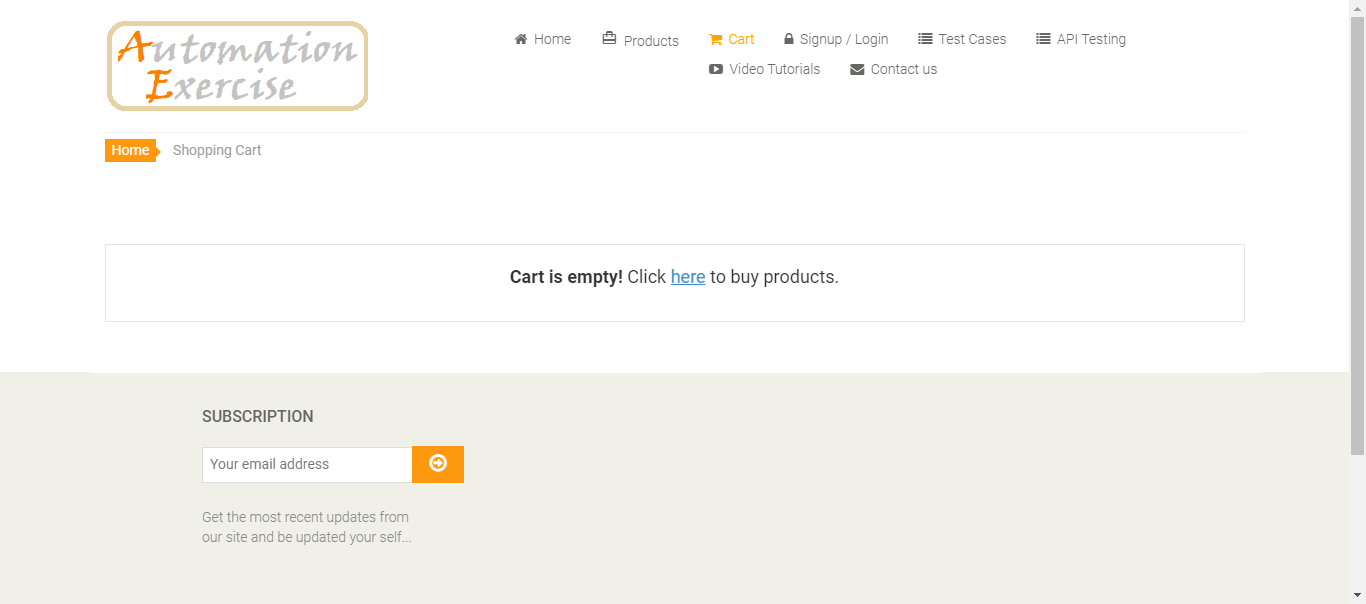 Automation
Exercise
Home
Products
Cart
Signup / Login
Test Cases
API Testing
Video Tutorials
Contact us
Home
Shopping Cart
Cart is empty! Click here to buy products.
SUBSCRIPTION
Your email address
Get the most recent updates from
our site and be updated your self...